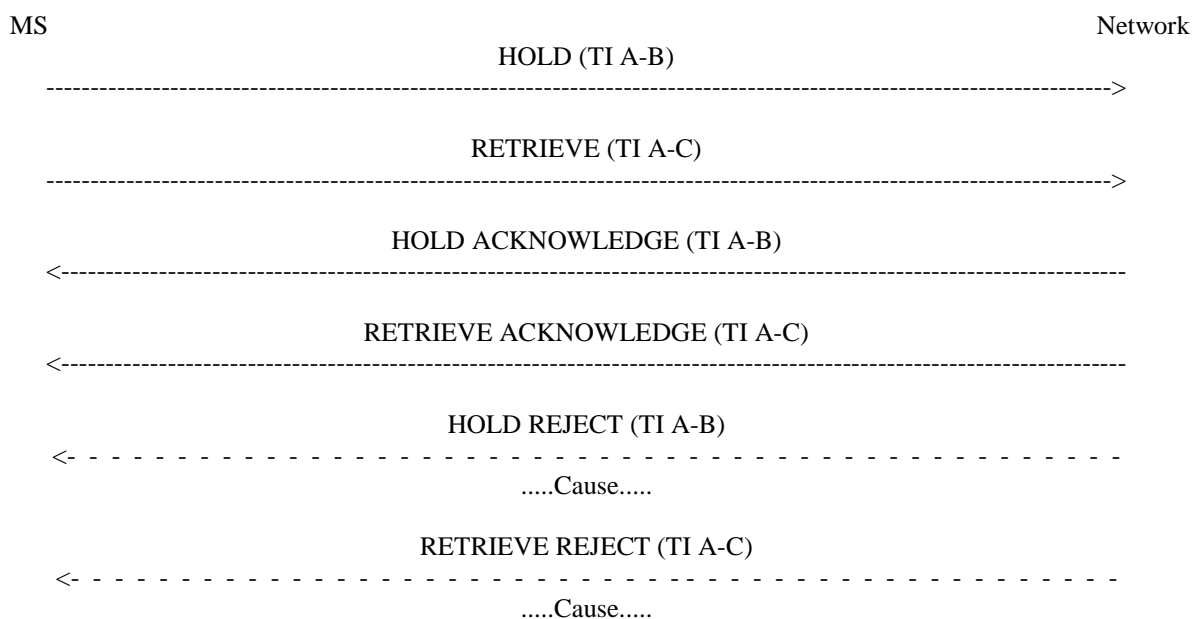 MS Network
HOLD (TI A-B)
RETRIEVE (TI A-C)
HOLD ACKNOWLEDGE (TI A-B)
RETRIEVE ACKNOWLEDGE (TI A-C)
HOLD REJECT (TI A-B)
.....Cause.....
RETRIEVE REJECT (TI A-C)
.....Cause.....